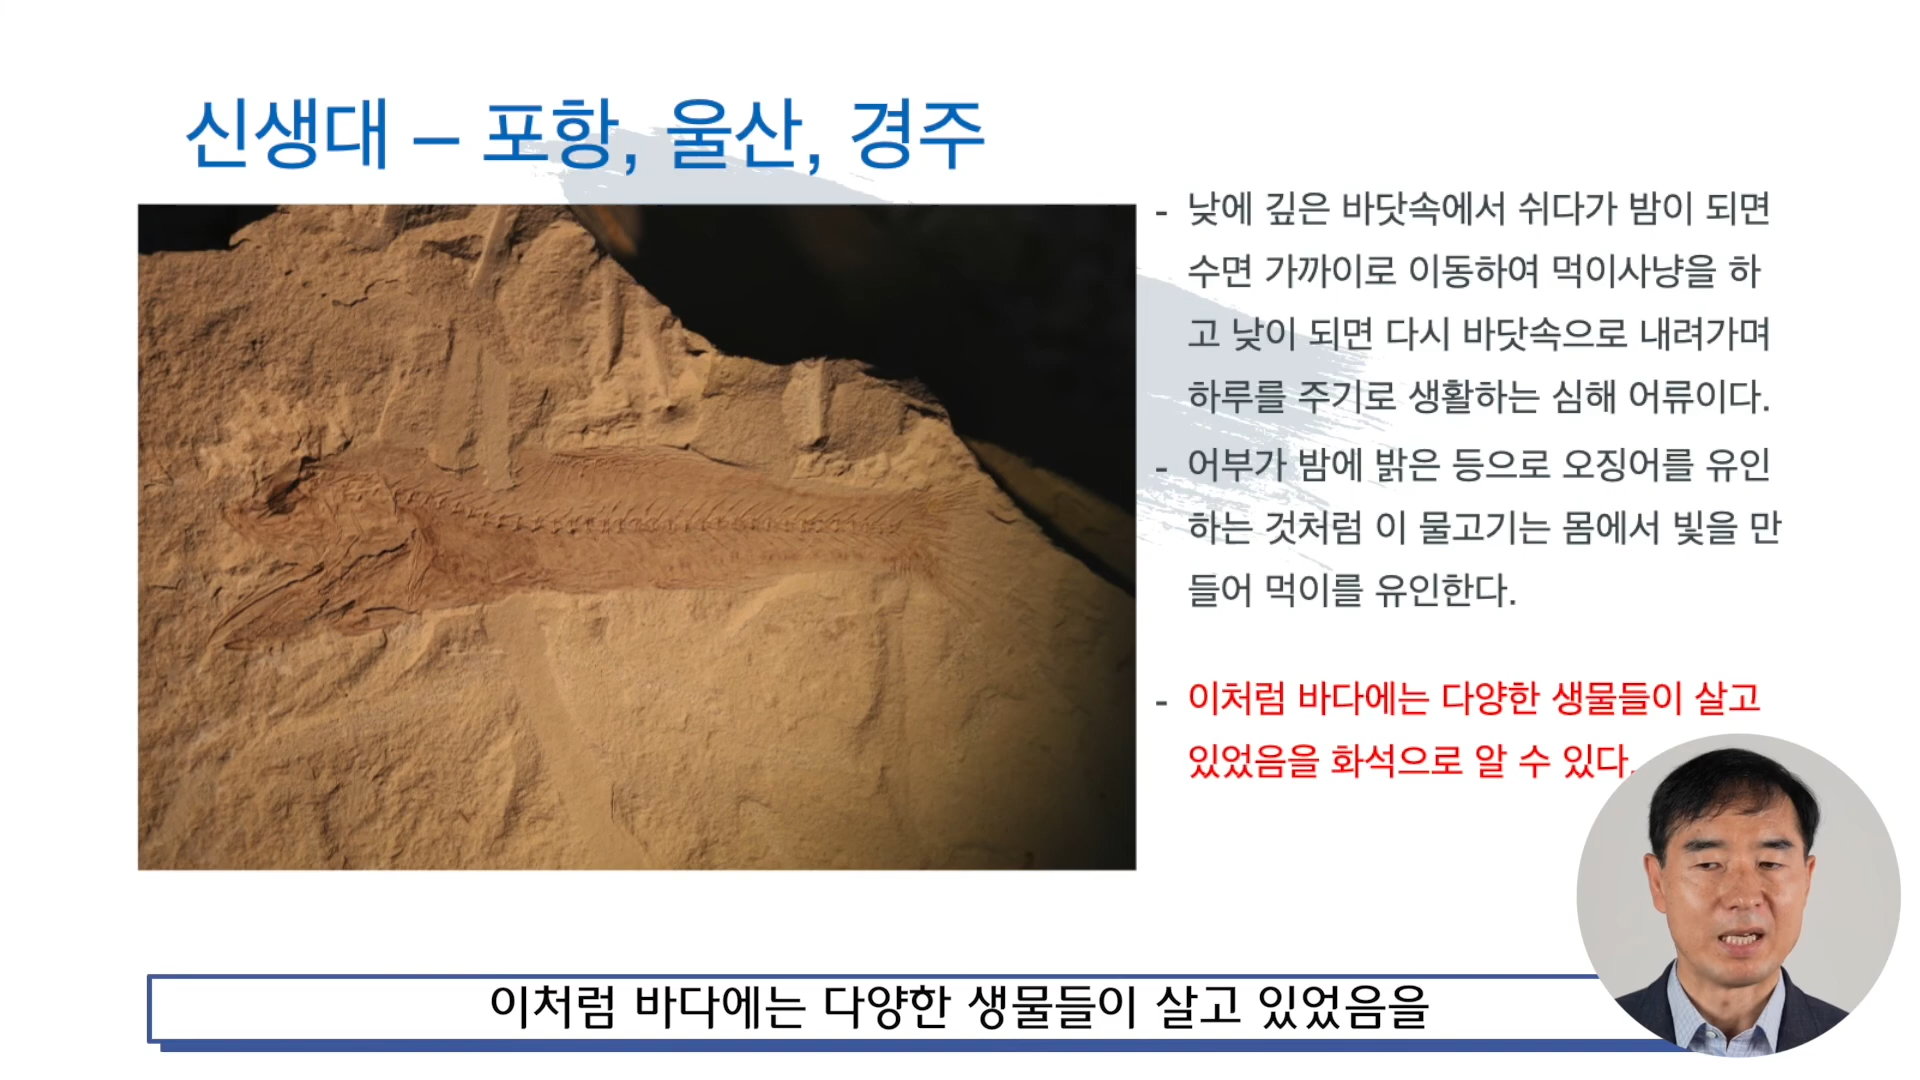 신생대 – 포항, 울산, 경주
- 낮에 깊은 바닷속에서 쉬다가 밤이 되면
수면 가까이로 이동하여 먹이사냥을 하
고 낮이 되면 다시 바닷속으로 내려가며
하루를 주기로 생활하는 심해 어류이다.
- 어부가 밤에 밝은 등으로 오징어를 유인
하는 것처럼 이 물고기는 몸에서 빛을 만
들어 먹이를 유인한다.
- 이처럼 바다에는 다양한 생물들이 살고
있었음을 화석으로 알 수 있다.
이처럼 바다에는 다양한 생물들이 살고 있었음을